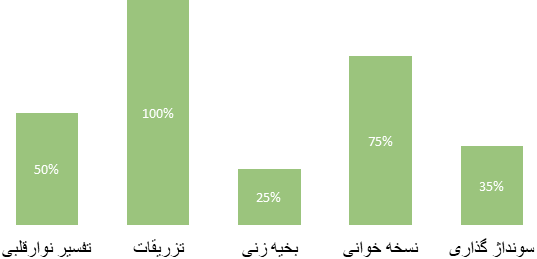 100%
75%
50%
35%
25%
تفسیر نوارقلبی
تزریقات
بخیه زنی
نسخه خوانی
سونداژ گذاری